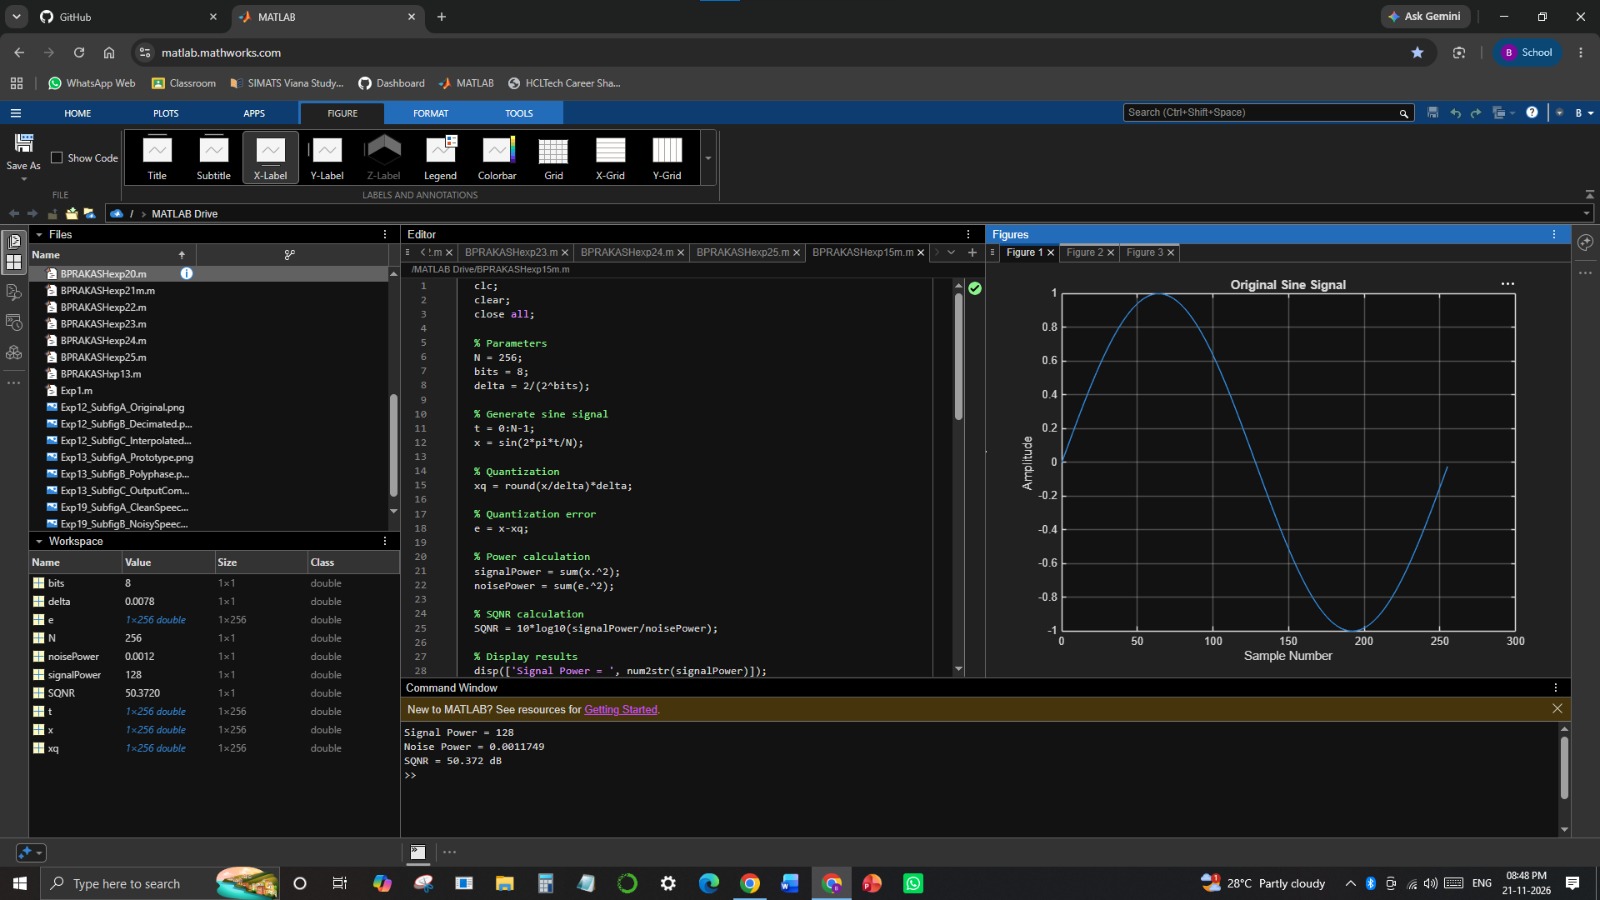 GitHub
MATLAB
Ask Gemini
matlab.mathworks.com
B School
WhatsApp Web
Classroom
SIMATS Viana Study...
Dashboard
MATLAB
HCLTech Career Sha...
HOME PLOTS APPS FIGURE FORMAT TOOLS
Search (Ctrl+Shift+Space)
B
Save As
Show Code
Title Subtitle X-Label Y-Label Z-Label Legend Colorbar Grid X-Grid Y-Grid
FILE
LABELS AND ANNOTATIONS
/ > MATLAB Drive
Files
Name
BPRAKASHexp20.m
BPRAKASHexp21m.m
BPRAKASHexp22.m
BPRAKASHexp23.m
BPRAKASHexp24.m
BPRAKASHexp25.m
BPRAKASHxp13.m
Exp1.m
Exp12_SubfigA_Original.png
Exp12_SubfigB_Decimated.p...
Exp12_SubfigC_Interpolated...
Exp13_SubfigA_Prototype.png
Exp13_SubfigB_Polyphase.p...
Exp13_SubfigC_OutputCom...
Exp19_SubfigA_CleanSpeec...
Exp19_SubfigB_NoisySpeec...
Workspace
Name Value Size Class
bits 8 1×1 double
delta 0.0078 1×1 double
e 1×256 double 1×256 double
N 256 1×1 double
noisePower 0.0012 1×1 double
signalPower 128 1×1 double
SQNR 50.3720 1×1 double
t 1×256 double 1×256 double
x 1×256 double 1×256 double
xq 1×256 double 1×256 double
Editor
!.m BPRAKASHexp23.m BPRAKASHexp24.m BPRAKASHexp25.m BPRAKASHexp15m.m
/MATLAB Drive/BPRAKASHexp15m.m
1 clc;
2 clear;
3 close all;
4
5 % Parameters
6 N = 256;
7 bits = 8;
8 delta = 2/(2^bits);
9
10 % Generate sine signal
11 t = 0:N-1;
12 x = sin(2*pi*t/N);
13
14 % Quantization
15 xq = round(x/delta)*delta;
16
17 % Quantization error
18 e = x-xq;
19
20 % Power calculation
21 signalPower = sum(x.^2);
22 noisePower = sum(e.^2);
23
24 % SQNR calculation
25 SQNR = 10*log10(signalPower/noisePower);
26
27 % Display results
28 disp(['Signal Power = ', num2str(signalPower)]);
Figures
Figure 1 Figure 2 Figure 3
Original Sine Signal
1
0.8
0.6
0.4
0.2
0
-0.2
-0.4
-0.6
-0.8
-1
Amplitude
0 50 100 150 200 250 300
Sample Number
Command Window
New to MATLAB? See resources for Getting Started.
Signal Power = 128
Noise Power = 0.0011749
SQNR = 50.372 dB
>>
Type here to search
28°C Partly cloudy
ENG
08:48 PM
21-11-2026